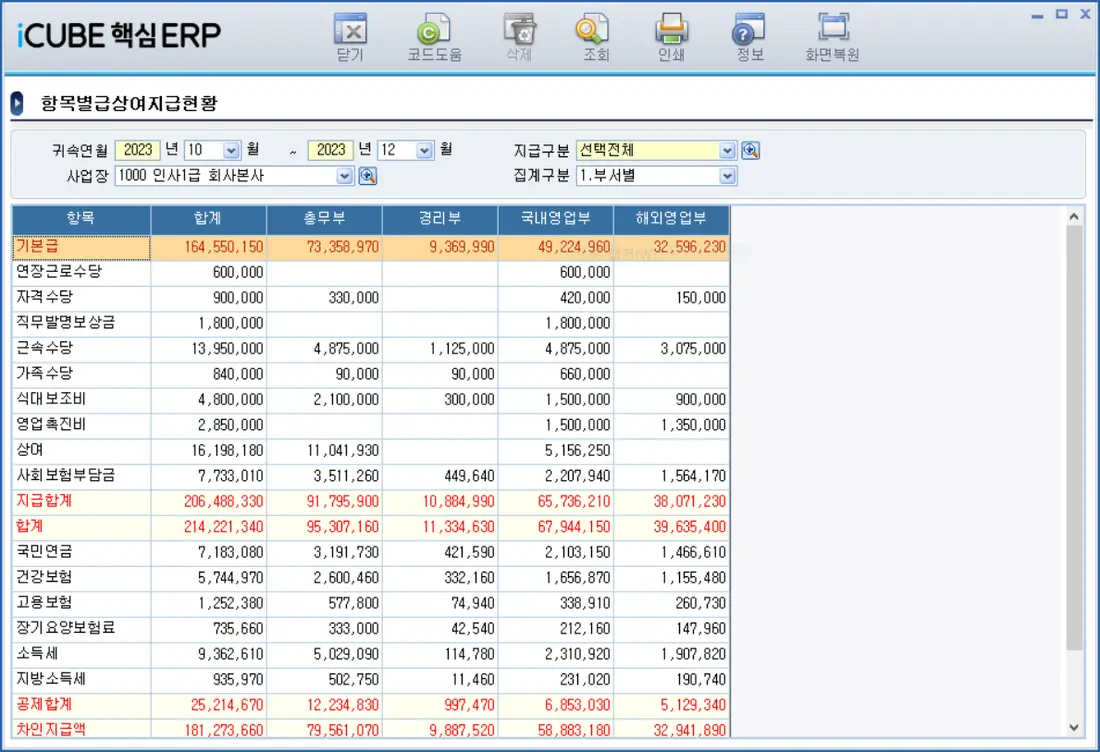 iCUBE 핵심ERP
닫기 코드도움 삭제 조회 인쇄 정보 화면복원
항목별급상여지급현황
귀속연월 2023 년 10 월 ~ 2023 년 12 월 지급구분 선택전체
사업장 1000 인사1급 회사본사 집계구분 1.부서별
항목 합계 총무부 경리부 국내영업부 해외영업부
기본급 164,550,150 73,358,970 9,369,990 49,224,960 32,596,230
연장근로수당 600,000 600,000
자격수당 900,000 330,000 420,000 150,000
직무발명보상금 1,800,000 1,800,000
근속수당 13,950,000 4,875,000 1,125,000 4,875,000 3,075,000
가족수당 840,000 90,000 90,000 660,000
식대보조비 4,800,000 2,100,000 300,000 1,500,000 900,000
영업촉진비 2,850,000 1,500,000 1,350,000
상여 16,198,180 11,041,930 5,156,250
사회보험부담금 7,733,010 3,511,260 449,640 2,207,940 1,564,170
지급합계 206,488,330 91,795,900 10,884,990 65,736,210 38,071,230
합계 214,221,340 95,307,160 11,334,630 67,944,150 39,635,400
국민연금 7,183,080 3,191,730 421,590 2,103,150 1,466,610
건강보험 5,744,970 2,600,460 332,160 1,656,870 1,155,480
고용보험 1,252,380 577,800 74,940 338,910 260,730
장기요양보험료 735,660 333,000 42,540 212,160 147,960
소득세 9,362,610 5,029,090 114,780 2,310,920 1,907,820
지방소득세 935,970 502,750 11,460 231,020 190,740
공제합계 25,214,670 12,234,830 997,470 6,853,030 5,129,340
차인지급액 181,273,660 79,561,070 9,887,520 58,883,180 32,941,890